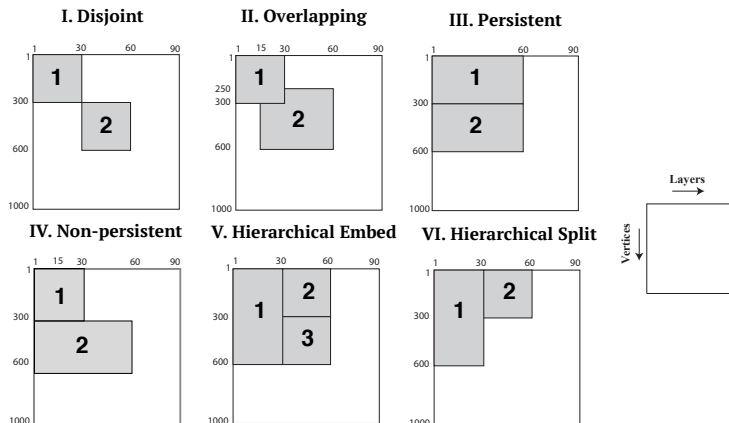 I. Disjoint
1 30 60 90
1
300
600
1000
1
2
II. Overlapping
1 15 30 60 90
1
250
300
600
1000
1
2
III. Persistent
1 60 90
1
300
600
1000
1
2
IV. Non-persistent
1 15 30 60 90
1
300
600
1000
1
2
V. Hierarchical Embed
1 30 60 90
1
300
600
1000
1
2
3
VI. Hierarchical Split
1 30 60 90
1
300
600
1000
1
2
Layers
Vertices